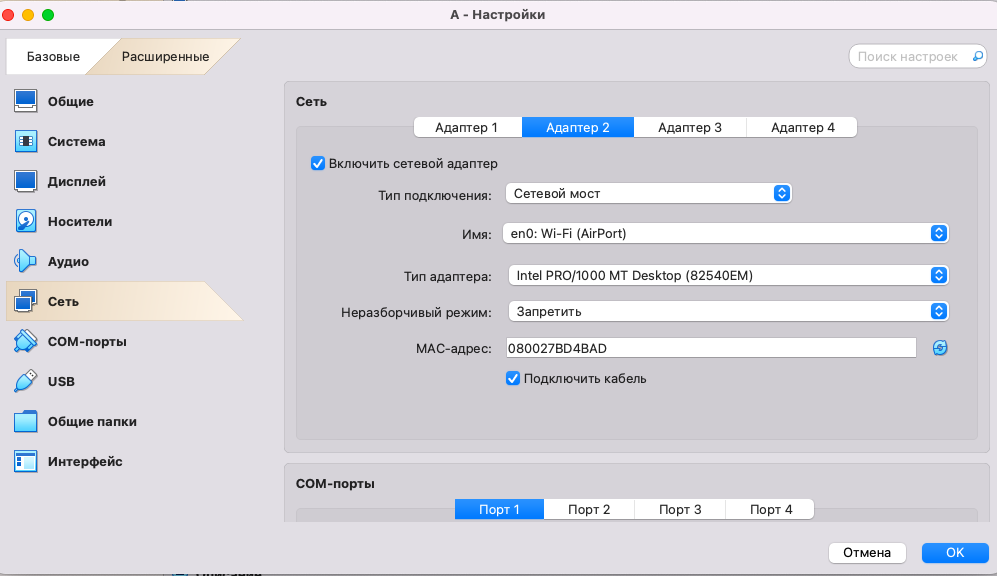 A - Настройки
Базовые
Расширенные
Поиск настроек
Общие
Система
Дисплей
Носители
Аудио
Сеть
COM-порты
USB
Общие папки
Интерфейс
Сеть
Адаптер 1 Адаптер 2 Адаптер 3 Адаптер 4
Включить сетевой адаптер
Тип подключения: Сетевой мост
Имя: en0: Wi-Fi (AirPort)
Тип адаптера: Intel PRO/1000 MT Desktop (82540EM)
Неразборчивый режим: Запретить
MAC-адрес: 080027BD4BAD
Подключить кабель
COM-порты
Порт 1 Порт 2 Порт 3 Порт 4
Отмена OK